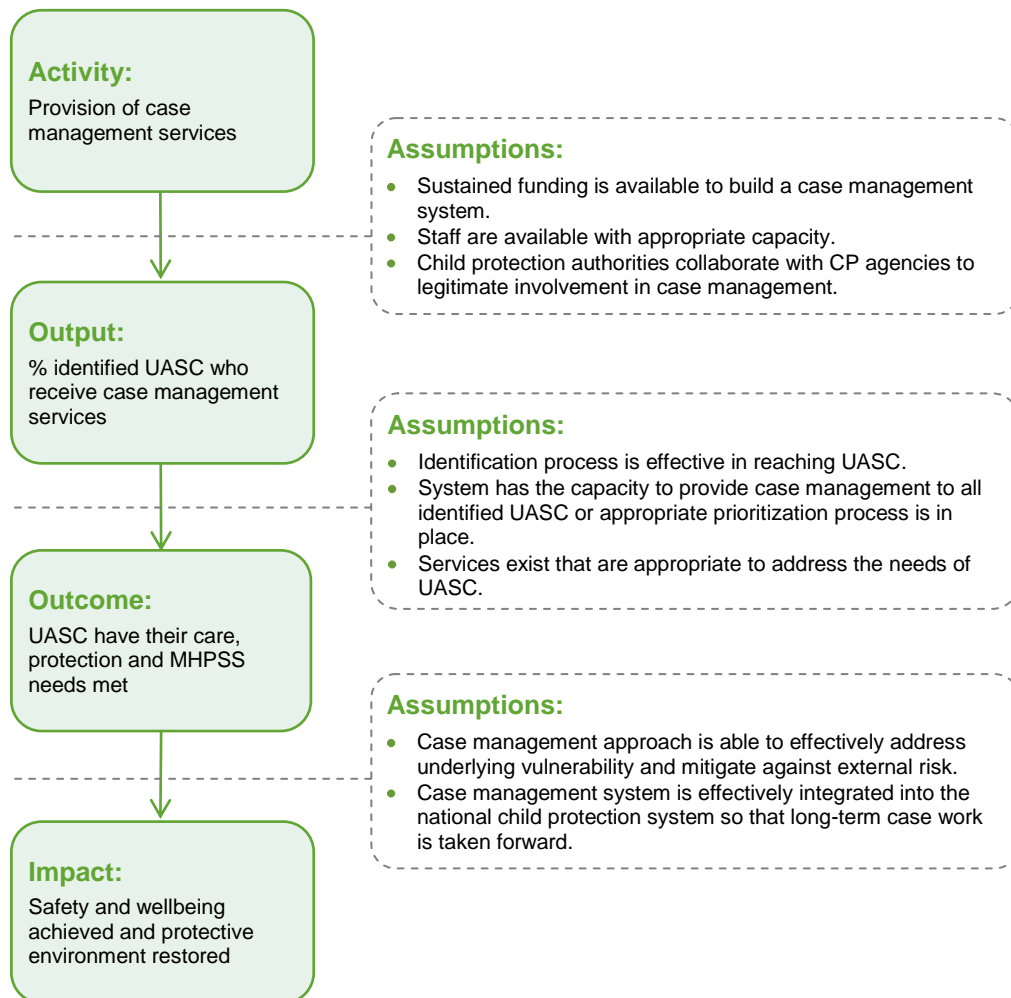 Activity:
Provision of case
management services
Assumptions:
Sustained funding is available to build a case management
system.
Staff are available with appropriate capacity.
Child protection authorities collaborate with CP agencies to
legitimate involvement in case management.
Output:
% identified UASC who
receive case management
services
Assumptions:
Identification process is effective in reaching UASC.
System has the capacity to provide case management to all
identified UASC or appropriate prioritization process is in
place.
Services exist that are appropriate to address the needs of
UASC.
Outcome:
UASC have their care,
protection and MHPSS
needs met
Assumptions:
Case management approach is able to effectively address
underlying vulnerability and mitigate against external risk.
Case management system is effectively integrated into the
national child protection system so that long-term case work
is taken forward.
Impact:
Safety and wellbeing
achieved and protective
environment restored